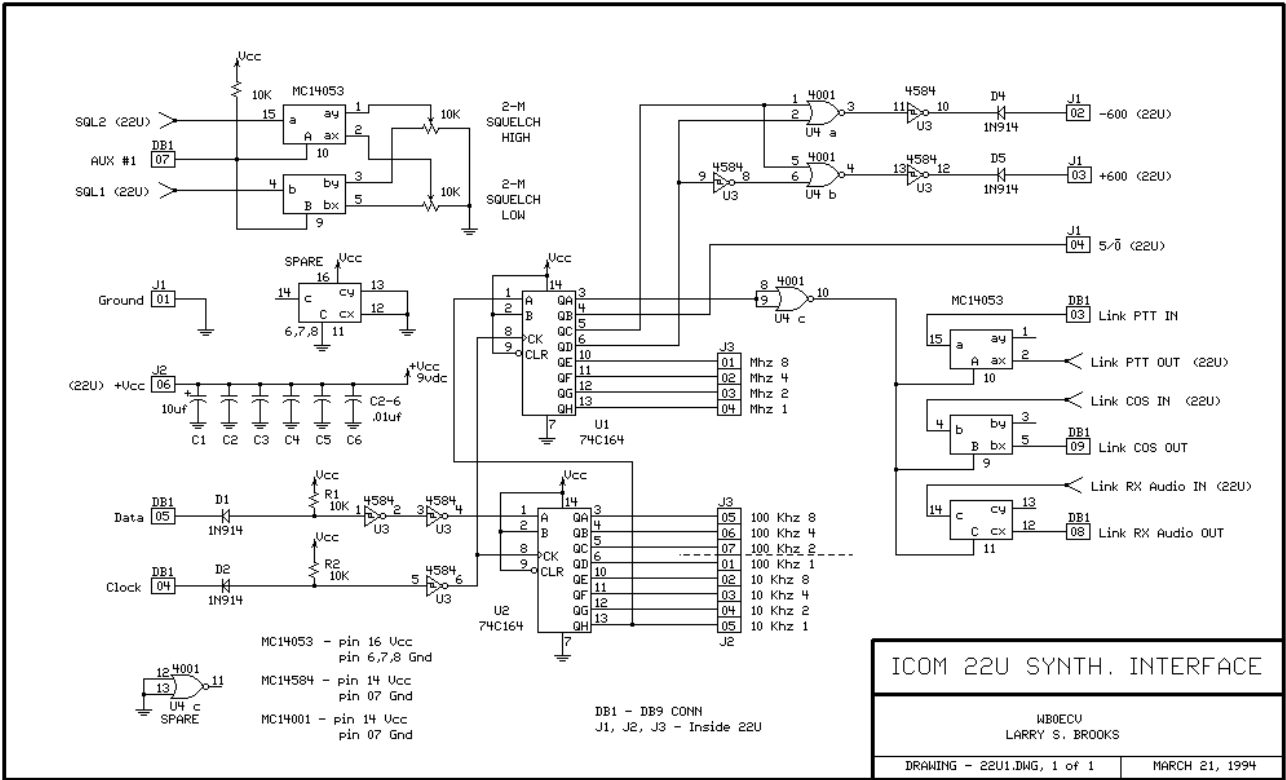 Vcc
10K
MC14053
SQL2 (22U) 15 a ay 1
A ax 2
10
10K
2-M
SQUELCH
HIGH
DB1
AUX #1 07
SQL1 (22U) 4 b by 3
B bx 5
9
10K
2-M
SQUELCH
LOW
4001
1
2
3
U4 a
4584
11 10
U3
D4
1N914
J1
02 -600 (22U)
4584
9 8
U3
4001
5
6
4
U4 b
4584
13 12
U3
D5
1N914
J1
03 +600 (22U)
J1
04 5/0̅ (22U)
SPARE Vcc
16
14 c cy 13
C cx 12
6,7,8 11
J1
Ground 01
Vcc
14
1 A QA 3
2 B QB 4
QC 5
8 CK QD 6
9 CLR QE 10
QF 11
QG 12
QH 13
7
U1
74C164
J3
01 Mhz 8
02 Mhz 4
03 Mhz 2
04 Mhz 1
4001
8
9
10
U4 c
MC14053
DB1
03 Link PTT IN
15 a ay 1
A ax 2
10
Link PTT OUT (22U)
Link COS IN (22U)
4 b by 3
B bx 5
9
DB1
09 Link COS OUT
Link RX Audio IN (22U)
14 c cy 13
C cx 12
11
DB1
08 Link RX Audio OUT
J2
(22U) +Vcc 06
+Vcc
9vdc
+
10uf
C2-6
.01uf
C1 C2 C3 C4 C5 C6
DB1
Data 05
D1
1N914
Vcc
R1
10K
4584
1 2
U3
4584
3 4
U3
DB1
Clock 04
D2
1N914
Vcc
R2
10K
4584
5 6
U3
Vcc
14
1 A QA 3
2 B QB 4
QC 5
8 CK QD 6
9 CLR QE 10
QF 11
QG 12
QH 13
7
U2
74C164
J3
05 100 Khz 8
06 100 Khz 4
07 100 Khz 2
01 100 Khz 1
02 10 Khz 8
03 10 Khz 4
04 10 Khz 2
05 10 Khz 1
J2
4001
12
13
11
U4 c
SPARE
MC14053 - pin 16 Vcc
pin 6,7,8 Gnd
MC14584 - pin 14 Vcc
pin 07 Gnd
MC14001 - pin 14 Vcc
pin 07 Gnd
DB1 - DB9 CONN
J1, J2, J3 - Inside 22U
ICOM 22U SYNTH. INTERFACE
WB0ECV
LARRY S. BROOKS
DRAWING - 22U1.DWG, 1 of 1
MARCH 21, 1994